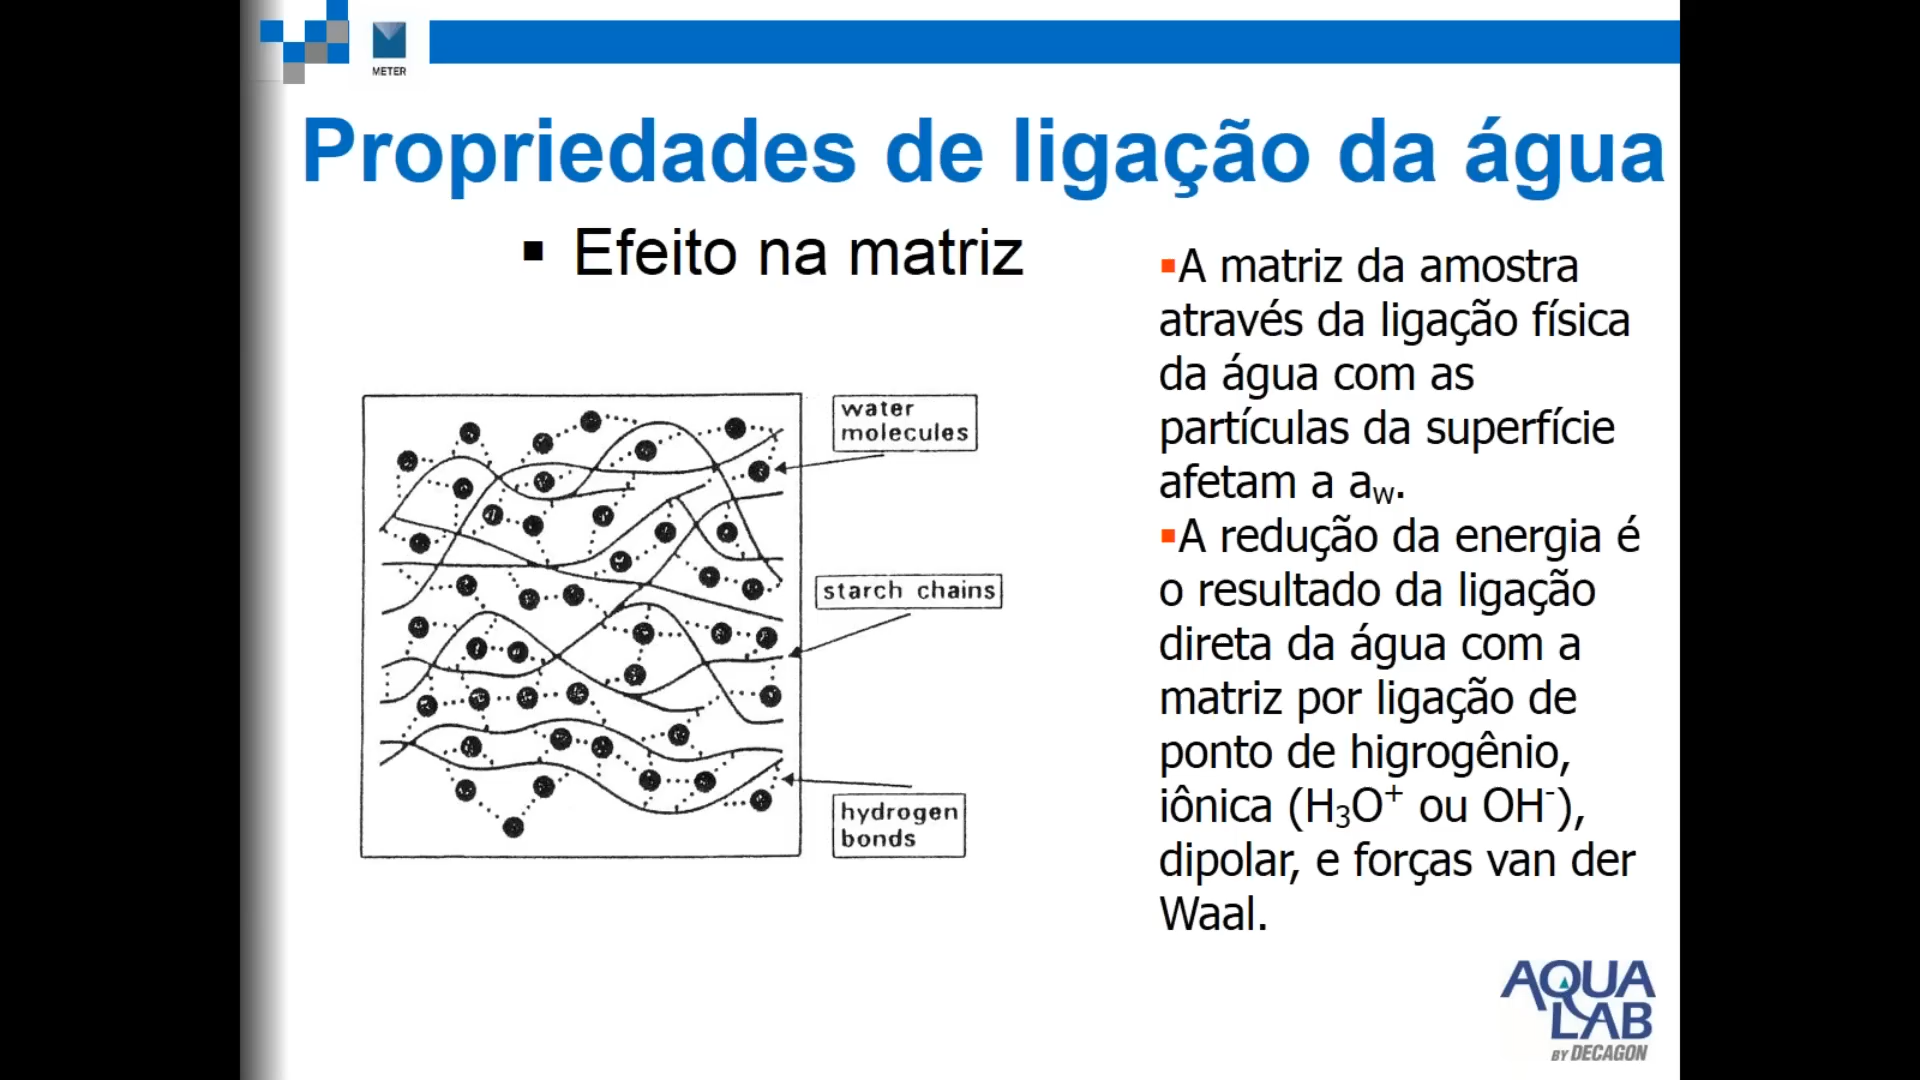 METER
Propriedades de ligação da água
▪ Efeito na matriz
▪A matriz da amostra
através da ligação física
da água com as
partículas da superfície
afetam a aw.
▪A redução da energia é
o resultado da ligação
direta da água com a
matriz por ligação de
ponto de higrogênio,
iônica (H₃O⁺ ou OH⁻),
dipolar, e forças van der
Waal.
water
molecules
starch chains
hydrogen
bonds
AQUA
LAB
BY DECAGON